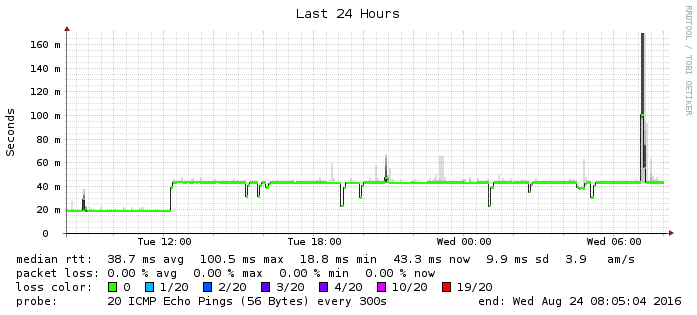 Last 24 Hours
RRDTOOL / TOBI OETIKER
Seconds
160 m
140 m
120 m
100 m
80 m
60 m
40 m
20 m
0
Tue 12:00 Tue 18:00 Wed 00:00 Wed 06:00
median rtt: 38.7 ms avg 100.5 ms max 18.8 ms min 43.3 ms now 9.9 ms sd 3.9 am/s
packet loss: 0.00 % avg 0.00 % max 0.00 % min 0.00 % now
loss color: 0 1/20 2/20 3/20 4/20 10/20 19/20
probe: 20 ICMP Echo Pings (56 Bytes) every 300s end: Wed Aug 24 08:05:04 2016